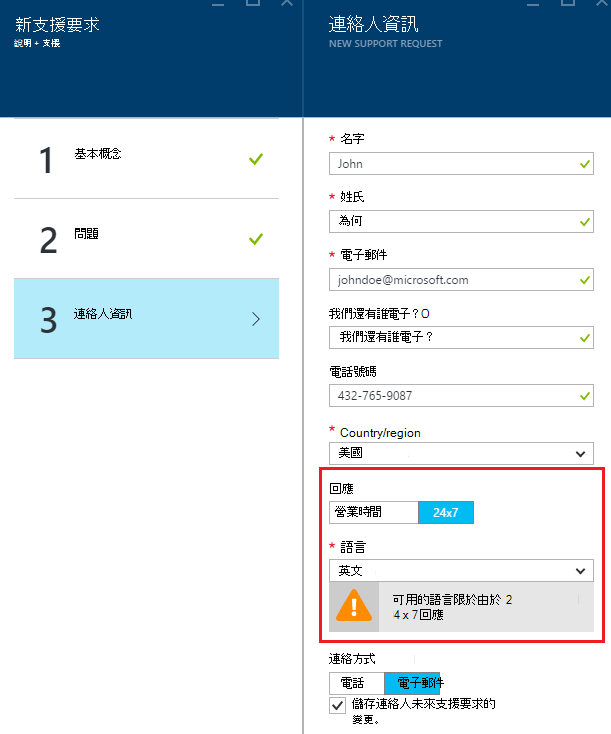 新支援要求
說明 + 支援
1 基本概念
2 問題
3 連絡人資訊
連絡人資訊
NEW SUPPORT REQUEST
* 名字
John
* 姓氏
為何
* 電子郵件
johndoe@microsoft.com
我們還有誰電子？O
我們還有誰電子？
電話號碼
432-765-9087
* Country/region
美國
回應
營業時間 24x7
* 語言
英文
可用的語言限於由於 2
4 x 7 回應
連絡方式
電話 電子郵件
儲存連絡人未來支援要求的
變更。